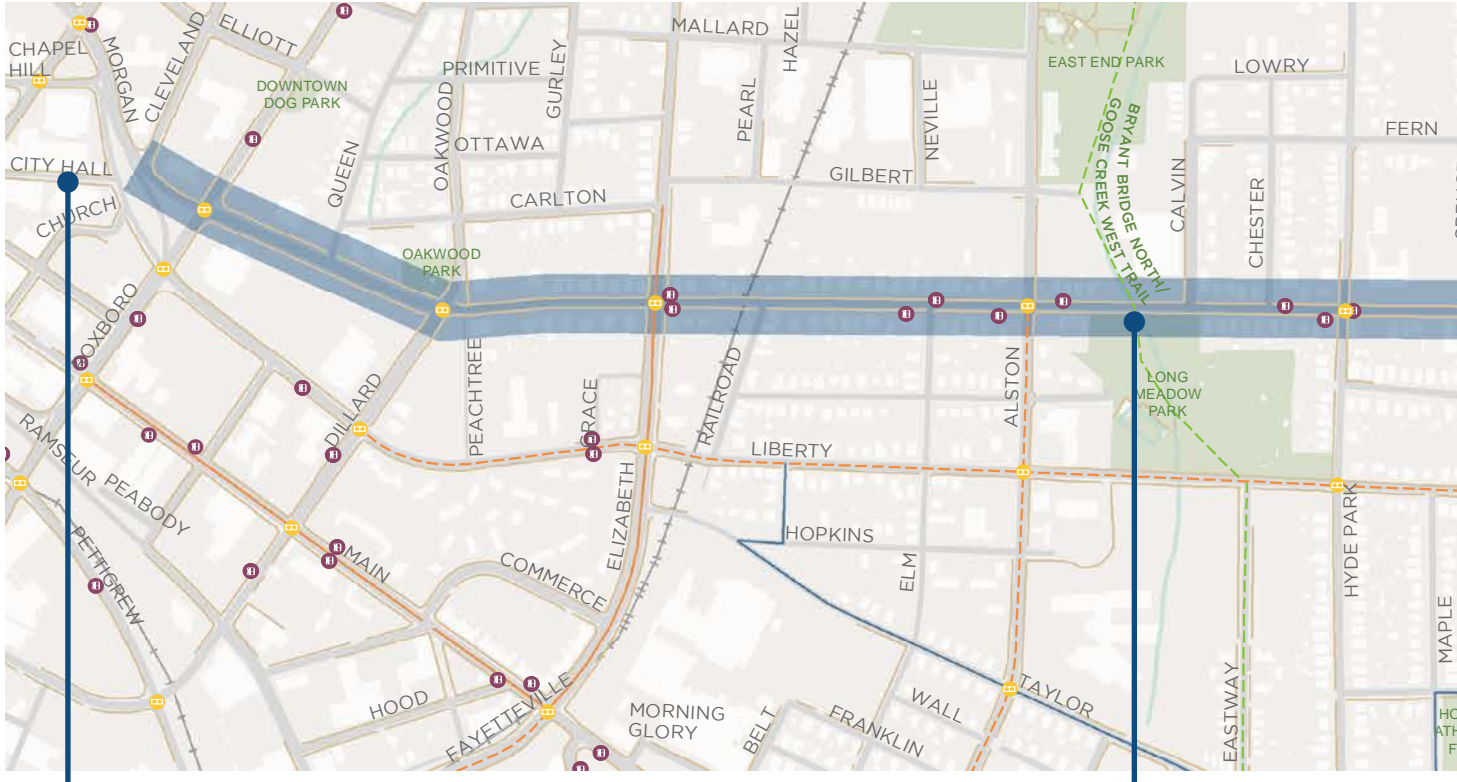 CHAPEL
HILL
MORGAN
CLEVELAND
ELLIOTT
DOWNTOWN
DOG PARK
PRIMITIVE
OAKWOOD
GURLEY
MALLARD
HAZEL
PEARL
NEVILLE
EAST END PARK
LOWRY
FERN
BRYANT BRIDGE NORTH/
GOOSE CREEK WEST TRAIL
CALVIN
CHESTER
CITY HALL
CHURCH
QUEEN
OTTAWA
CARLTON
GILBERT
OAKWOOD
PARK
DILLARD
PEACHTREE
GRACE
ELIZABETH
RAILROAD
LIBERTY
ALSTON
LONG
MEADOW
PARK
RAMSEUR
PEABODY
PETTIGREW
MAIN
COMMERCE
HOPKINS
ELM
HYDE PARK
MAPLE
HOOD
FAYETTEVILLE
MORNING
GLORY
BELT
FRANKLIN
WALL
TAYLOR
EASTWAY